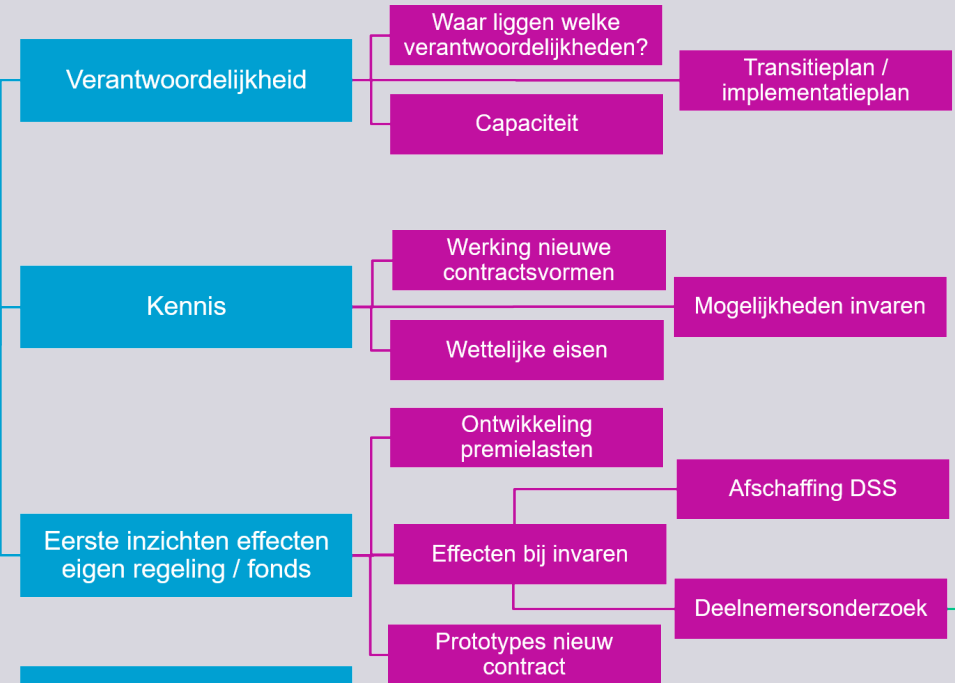 Verantwoordelijkheid
Waar liggen welke
verantwoordelijkheden?
Transitieplan /
implementatieplan
Capaciteit
Kennis
Werking nieuwe
contractsvormen
Mogelijkheden invaren
Wettelijke eisen
Eerste inzichten effecten
eigen regeling / fonds
Ontwikkeling
premielasten
Effecten bij invaren
Afschaffing DSS
Deelnemersonderzoek
Prototypes nieuw
contract